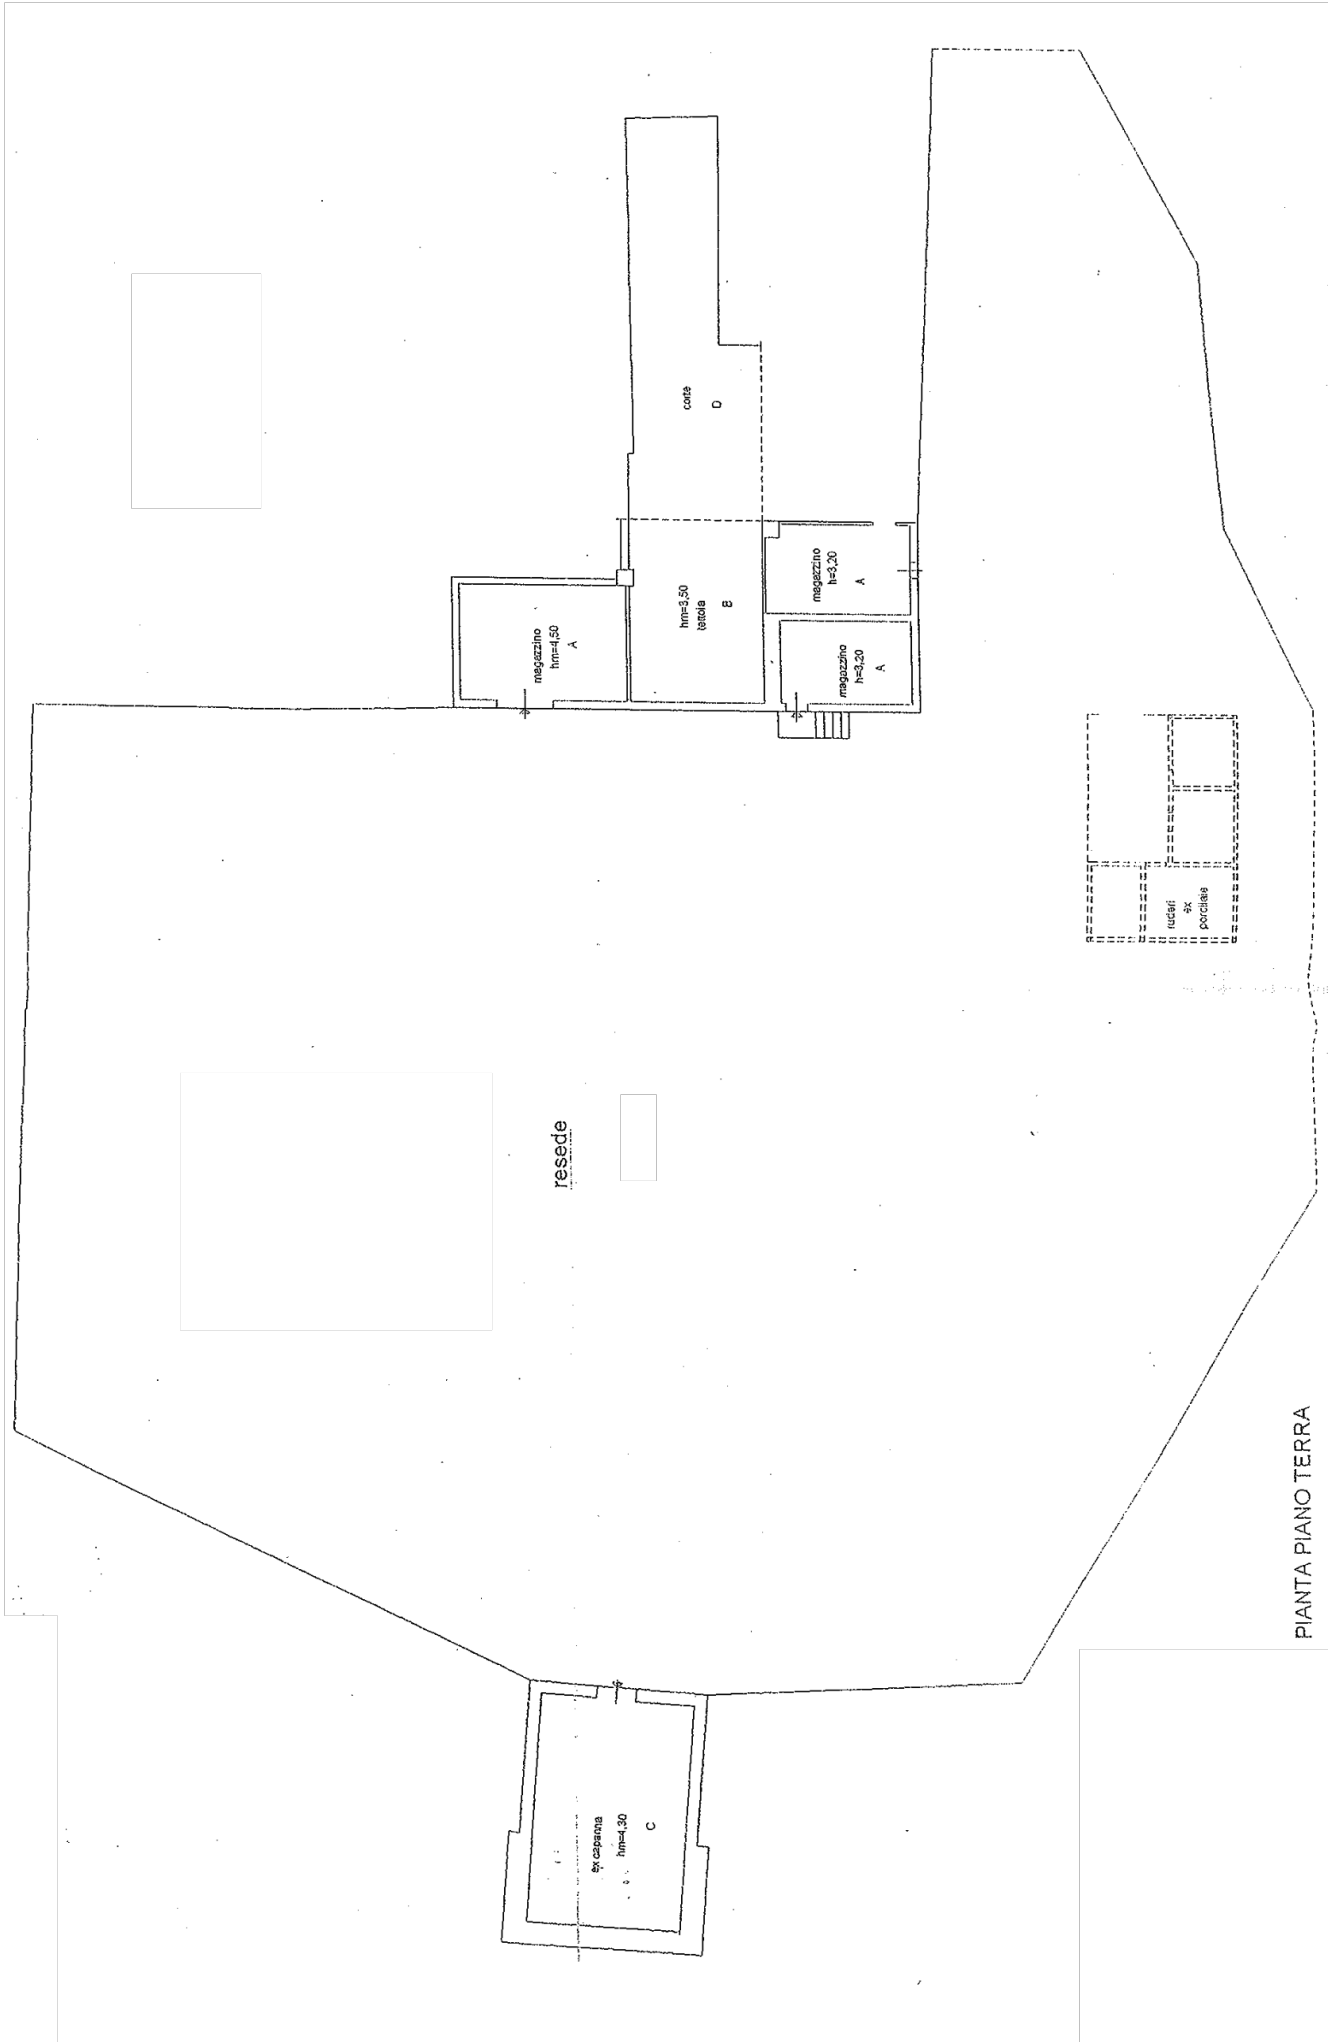 corte
D
magazzino
hm=4,50
A
hm=3,50
tettoia
B
magazzino
h=3,20
A
magazzino
h=3,20
A
ruderi
ex
porcilaie
resede
ex capanna
hm=4,30
C
PIANTA PIANO TERRA